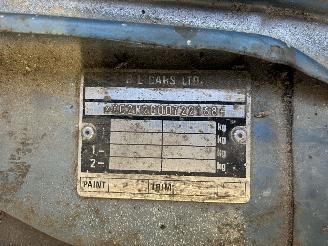 B L CARS LTD.
kg
kg
1- kg
2- kg
PAINT TRIM